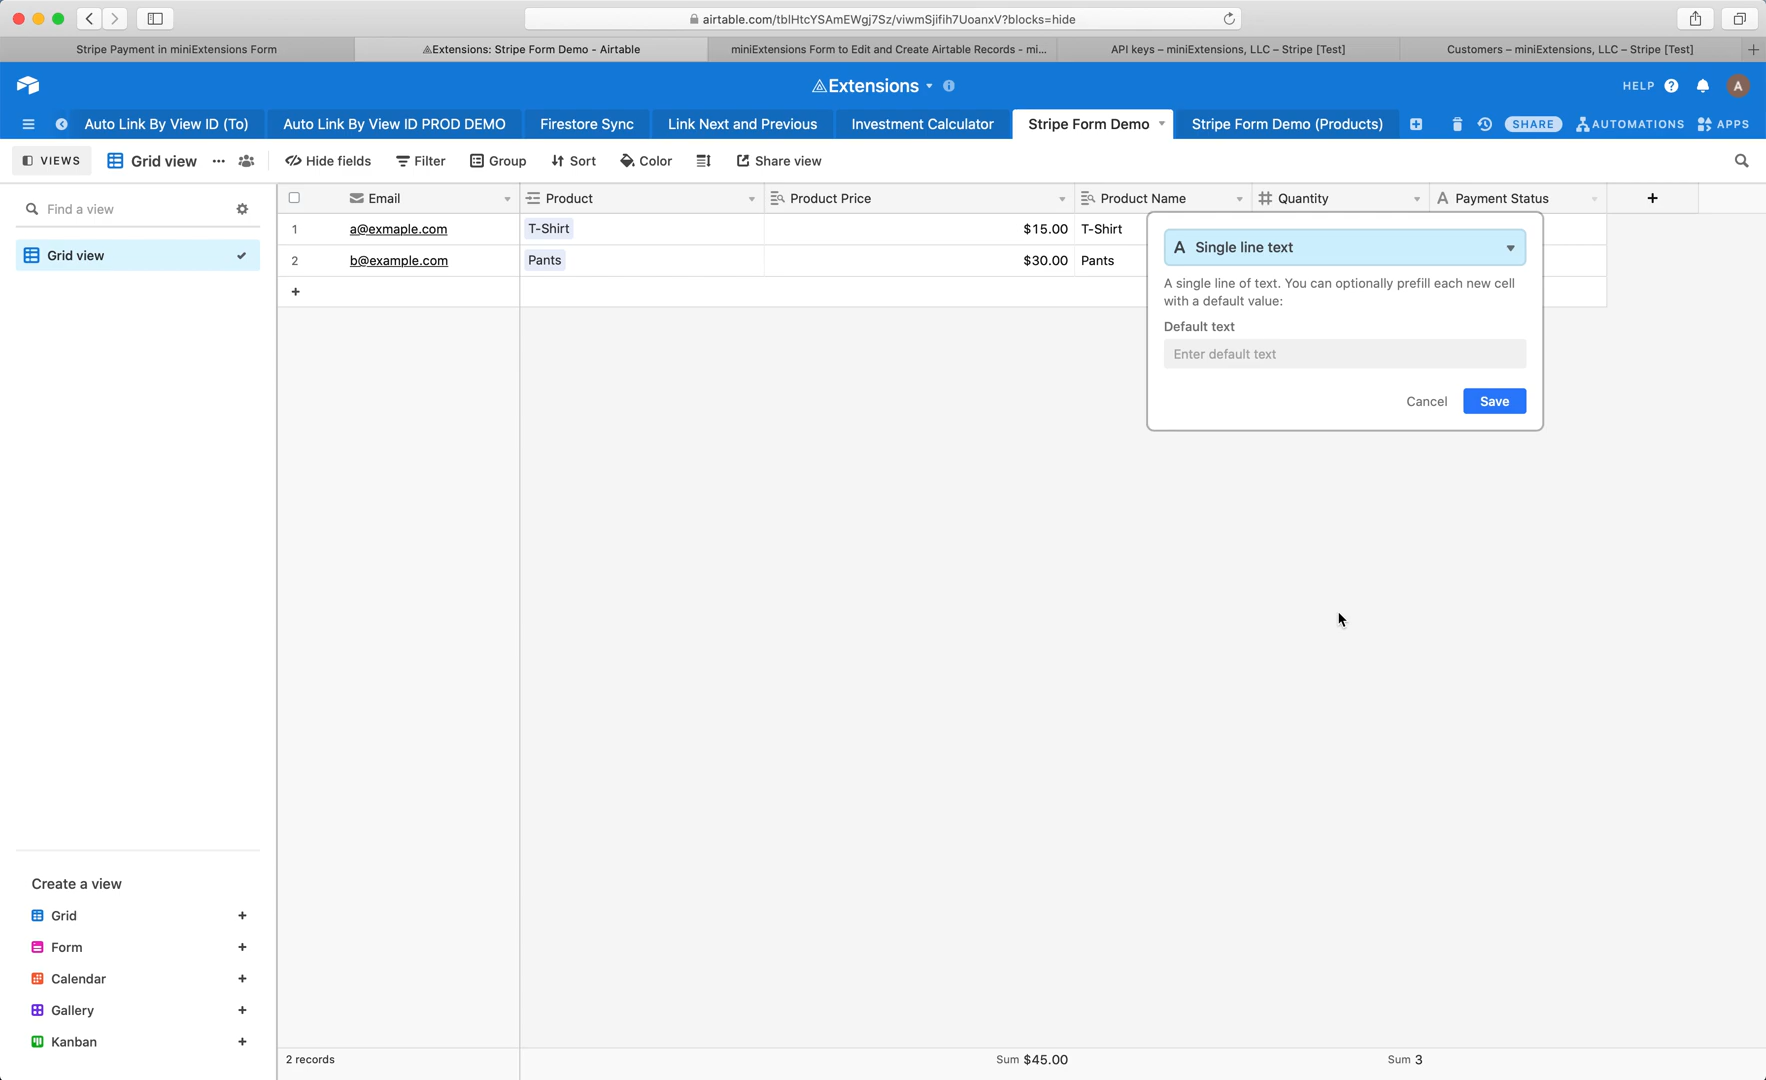 airtable.com/tblHtcYSAmEWgj7Sz/viwmSjifih7UoanxV?blocks=hide
Stripe Payment in miniExtensions Form
Extensions: Stripe Form Demo - Airtable
miniExtensions Form to Edit and Create Airtable Records - mi...
API keys – miniExtensions, LLC – Stripe [Test]
Customers – miniExtensions, LLC – Stripe [Test]
Extensions
HELP
A
Auto Link By View ID (To)
Auto Link By View ID PROD DEMO
Firestore Sync
Link Next and Previous
Investment Calculator
Stripe Form Demo
Stripe Form Demo (Products)
SHARE
AUTOMATIONS
APPS
VIEWS
Grid view
Hide fields
Filter
Group
Sort
Color
Share view
Find a view
Grid view
Email
Product
Product Price
Product Name
Quantity
A Payment Status
1
a@exmaple.com
T-Shirt
$15.00
T-Shirt
2
b@example.com
Pants
$30.00
Pants
A Single line text
A single line of text. You can optionally prefill each new cell
with a default value:
Default text
Enter default text
Cancel
Save
Create a view
Grid
Form
Calendar
Gallery
Kanban
2 records
Sum $45.00
Sum 3